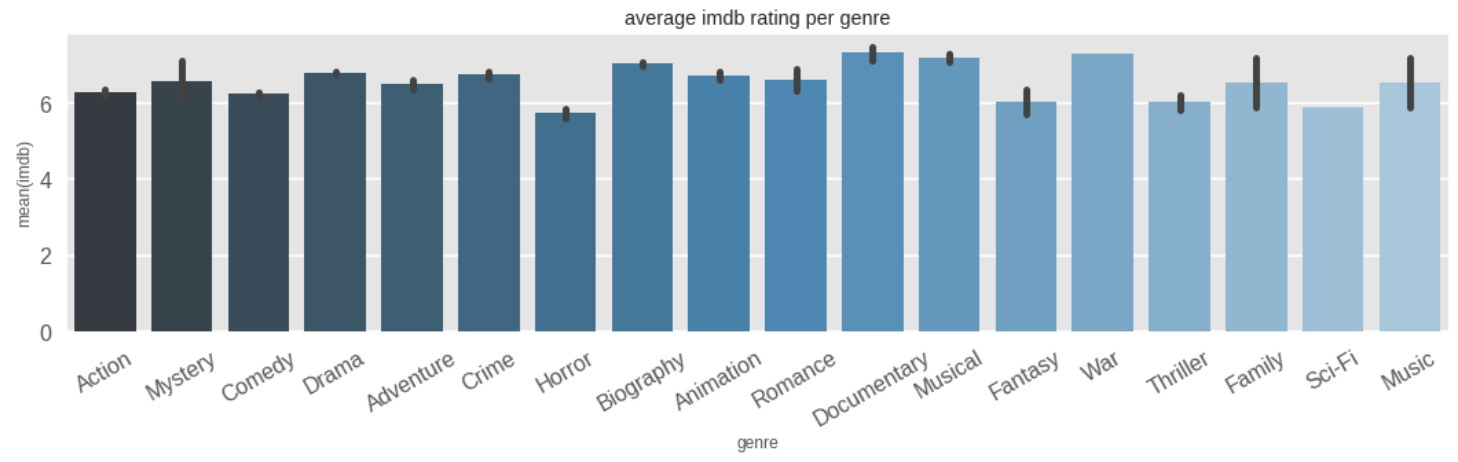 average imdb rating per genre
mean(imdb)
6
4
2
0
Action
Mystery
Comedy
Drama
Adventure
Crime
Horror
Biography
Animation
Romance
Documentary
Musical
Fantasy
War
Thriller
Family
Sci-Fi
Music
genre